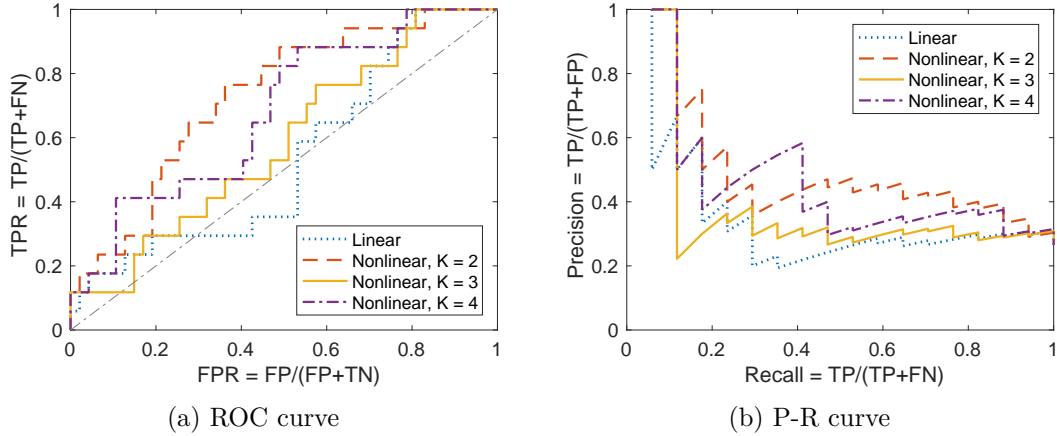 TPR = TP/(TP+FN)
1
0.8
0.6
0.4
0.2
0
Linear
Nonlinear, K = 2
Nonlinear, K = 3
Nonlinear, K = 4
0 0.2 0.4 0.6 0.8 1
FPR = FP/(FP+TN)
(a) ROC curve
Precision = TP/(TP+FP)
1
0.8
0.6
0.4
0.2
0
Linear
Nonlinear, K = 2
Nonlinear, K = 3
Nonlinear, K = 4
0 0.2 0.4 0.6 0.8 1
Recall = TP/(TP+FN)
(b) P-R curve